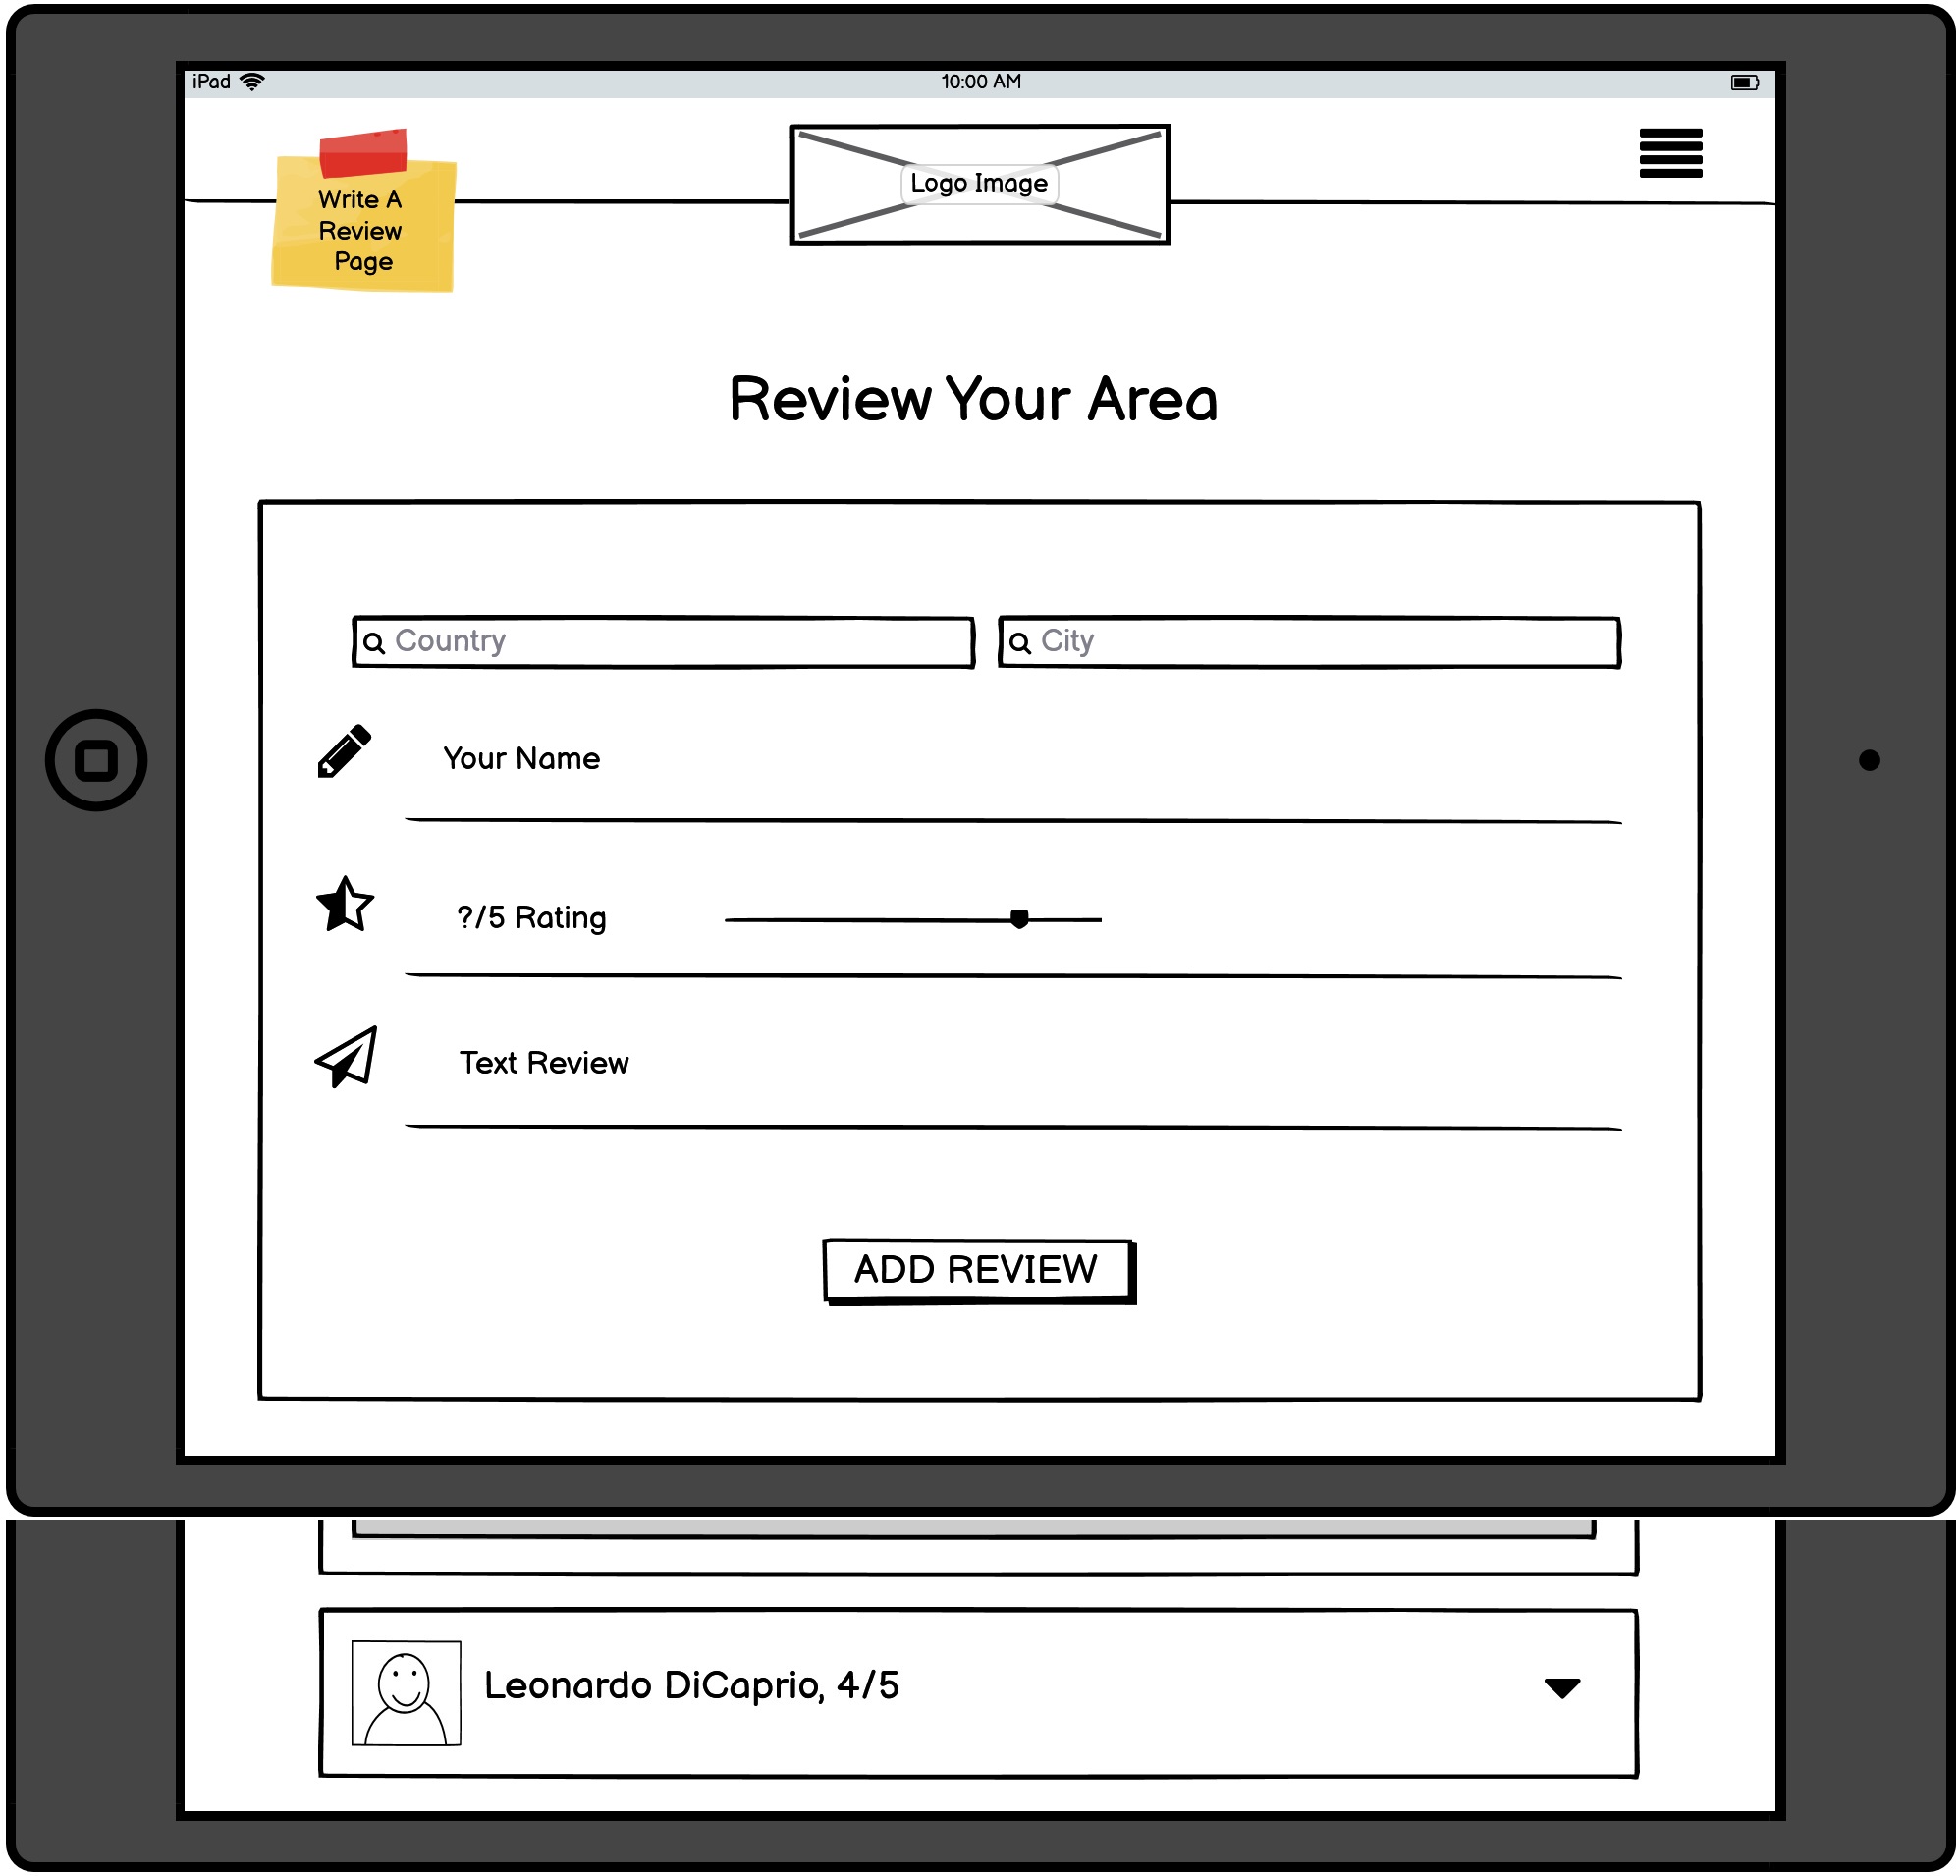 iPad
10:00 AM
Write A
Review
Page
Logo Image
Review Your Area
Country
City
Your Name
?/5 Rating
Text Review
ADD REVIEW
Leonardo DiCaprio, 4/5